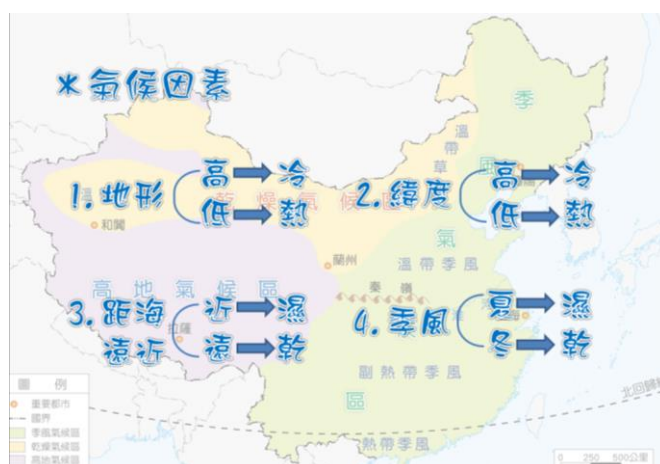 *氣候因素
季
溫帶
草
1.地形
高→冷
低→熱
乾燥氣候區
2.緯度
高→冷
低→熱
和闐
氣
蘭州
溫帶季風
高地氣候區
秦嶺
3.距海
遠近
近→濕
遠→乾
拉薩
4.季風
夏→濕
冬→乾
副熱帶季風
區
熱帶季風
北回歸線
圖例
重要都市
國界
季風氣候區
乾燥氣候區
高地氣候區
0 250 500公里